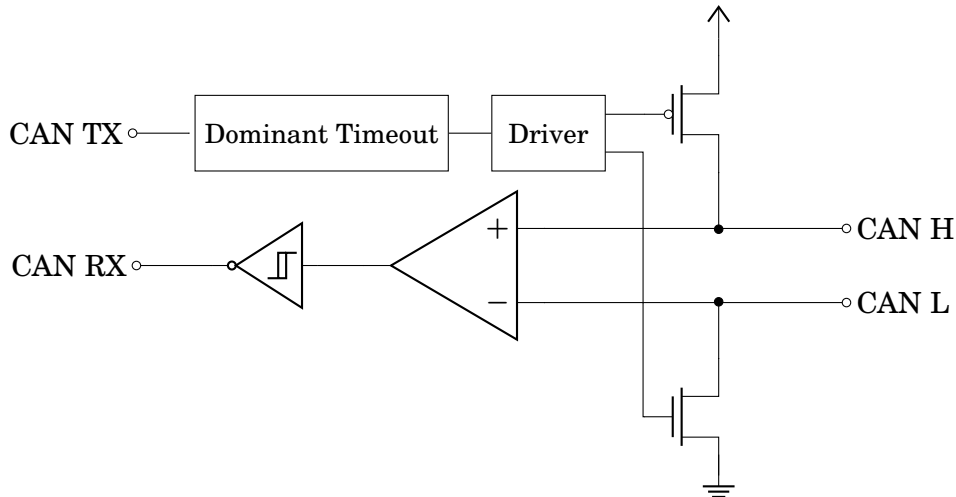 CAN TX
Dominant Timeout
Driver
+
CAN H
CAN RX
−
CAN L